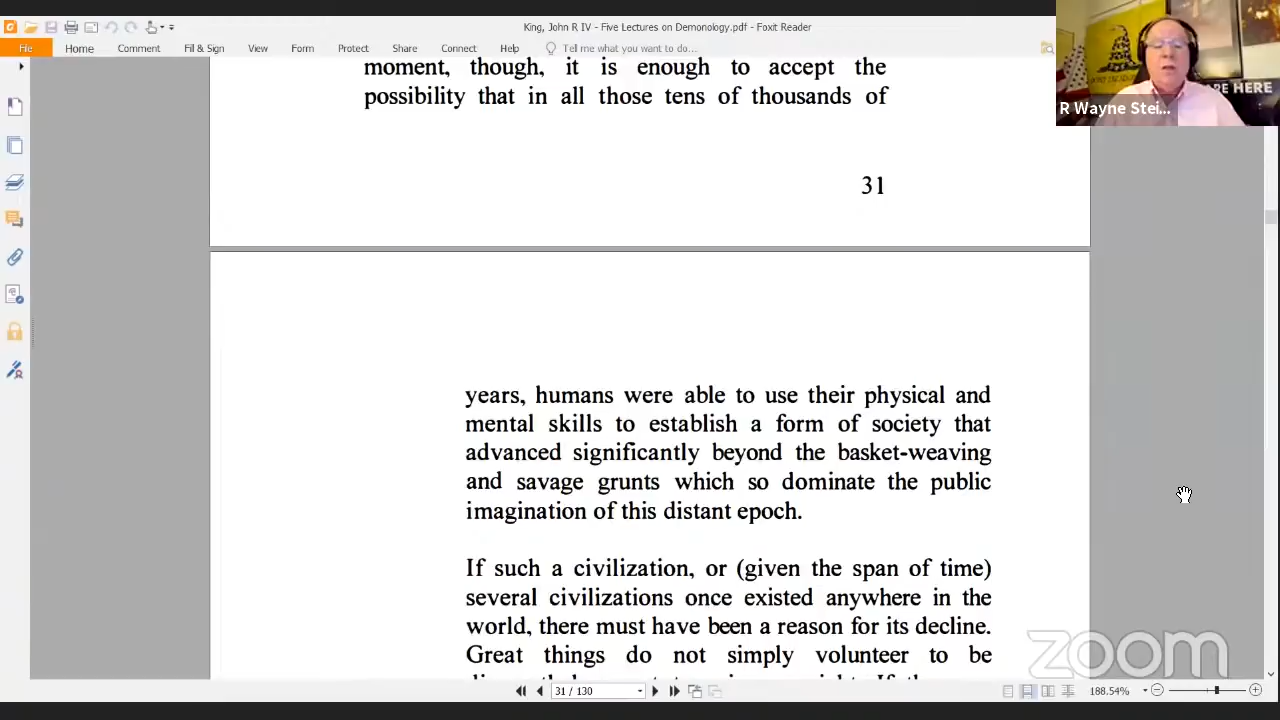 King, John R IV - Five Lectures on Demonology.pdf - Foxit Reader
File Home Comment Fill & Sign View Form Protect Share Connect Help Tell me what you want to do...
moment, though, it is enough to accept the
possibility that in all those tens of thousands of
R Wayne Stei...
31
years, humans were able to use their physical and
mental skills to establish a form of society that
advanced significantly beyond the basket-weaving
and savage grunts which so dominate the public
imagination of this distant epoch.
If such a civilization, or (given the span of time)
several civilizations once existed anywhere in the
world, there must have been a reason for its decline.
Great things do not simply volunteer to be
zoom
31 / 130
188.54%